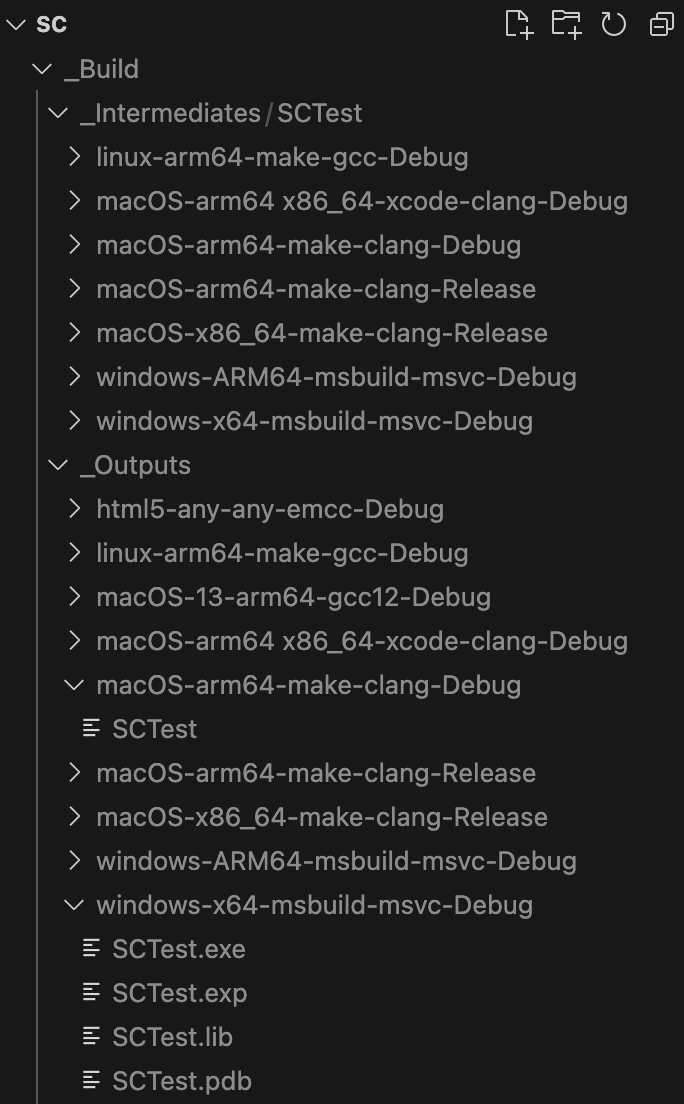 SC
_Build
_Intermediates/SCTest
linux-arm64-make-gcc-Debug
macOS-arm64 x86_64-xcode-clang-Debug
macOS-arm64-make-clang-Debug
macOS-arm64-make-clang-Release
macOS-x86_64-make-clang-Release
windows-ARM64-msbuild-msvc-Debug
windows-x64-msbuild-msvc-Debug
_Outputs
html5-any-any-emcc-Debug
linux-arm64-make-gcc-Debug
macOS-13-arm64-gcc12-Debug
macOS-arm64 x86_64-xcode-clang-Debug
macOS-arm64-make-clang-Debug
SCTest
macOS-arm64-make-clang-Release
macOS-x86_64-make-clang-Release
windows-ARM64-msbuild-msvc-Debug
windows-x64-msbuild-msvc-Debug
SCTest.exe
SCTest.exp
SCTest.lib
SCTest.pdb